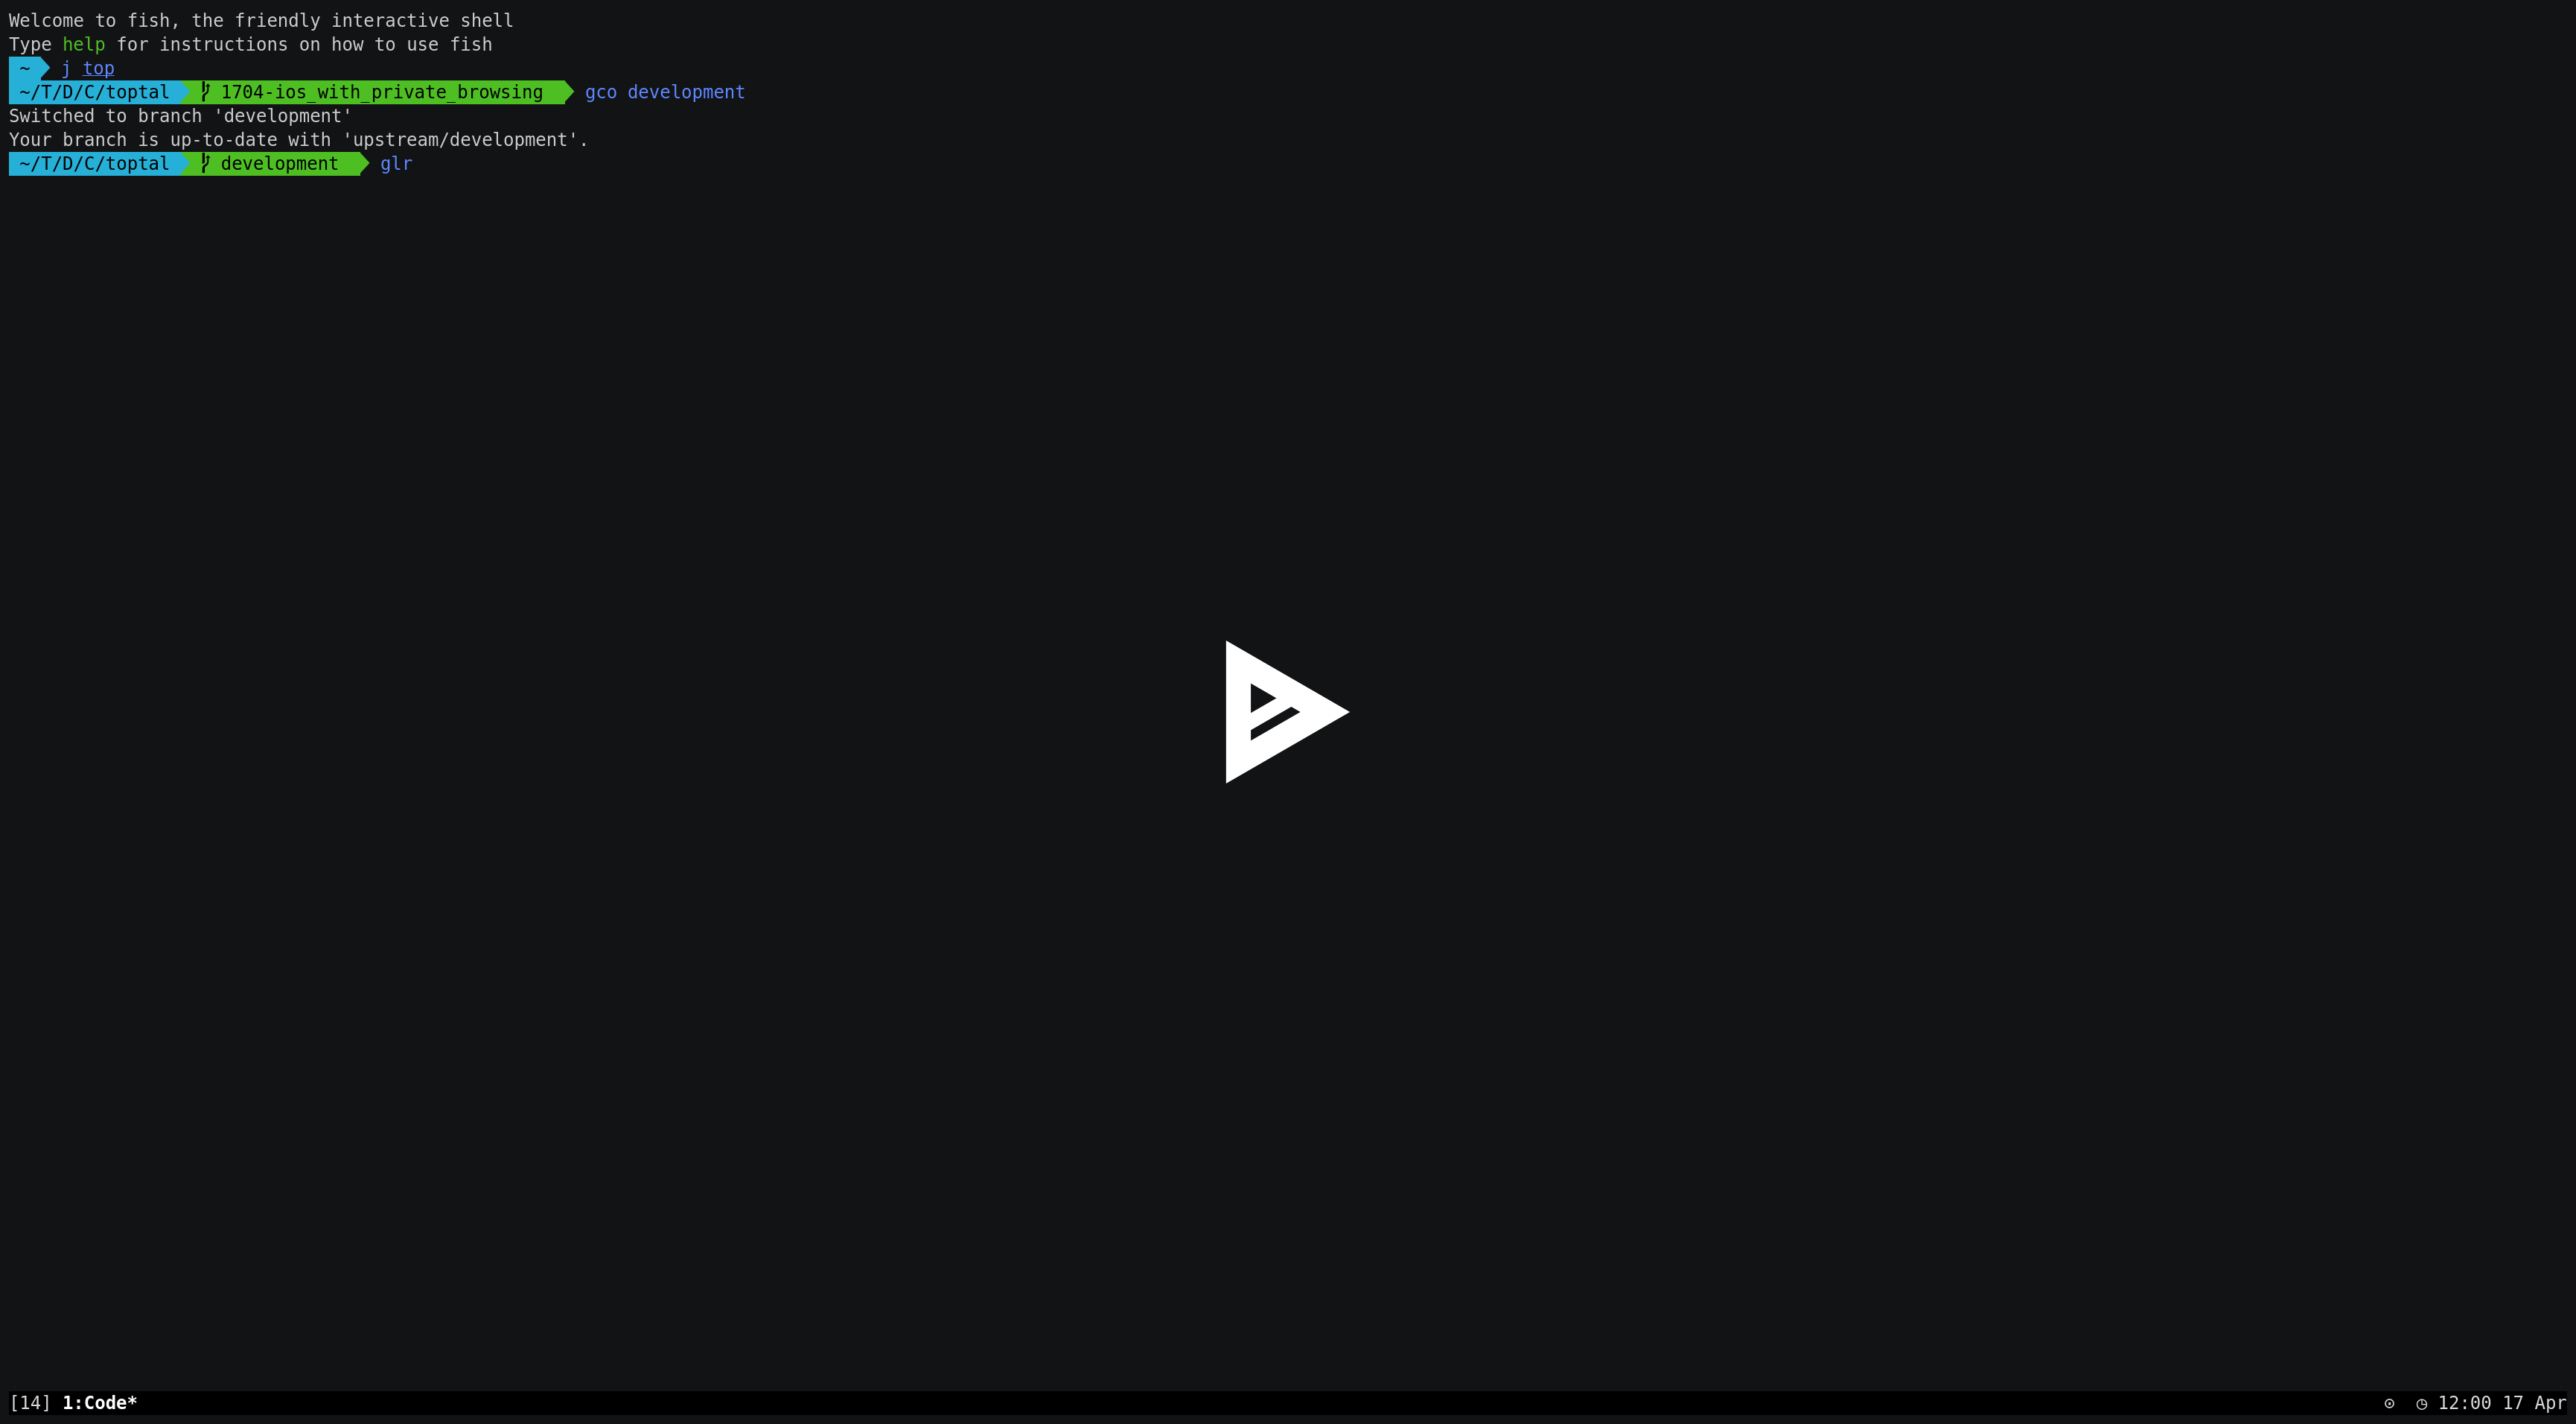 Welcome to fish, the friendly interactive shell
Type help for instructions on how to use fish
~ j top
~/T/D/C/toptal 1704-ios_with_private_browsing gco development
Switched to branch 'development'
Your branch is up-to-date with 'upstream/development'.
~/T/D/C/toptal development glr
[14] 1:Code* ⊙ ◷ 12:00 17 Apr